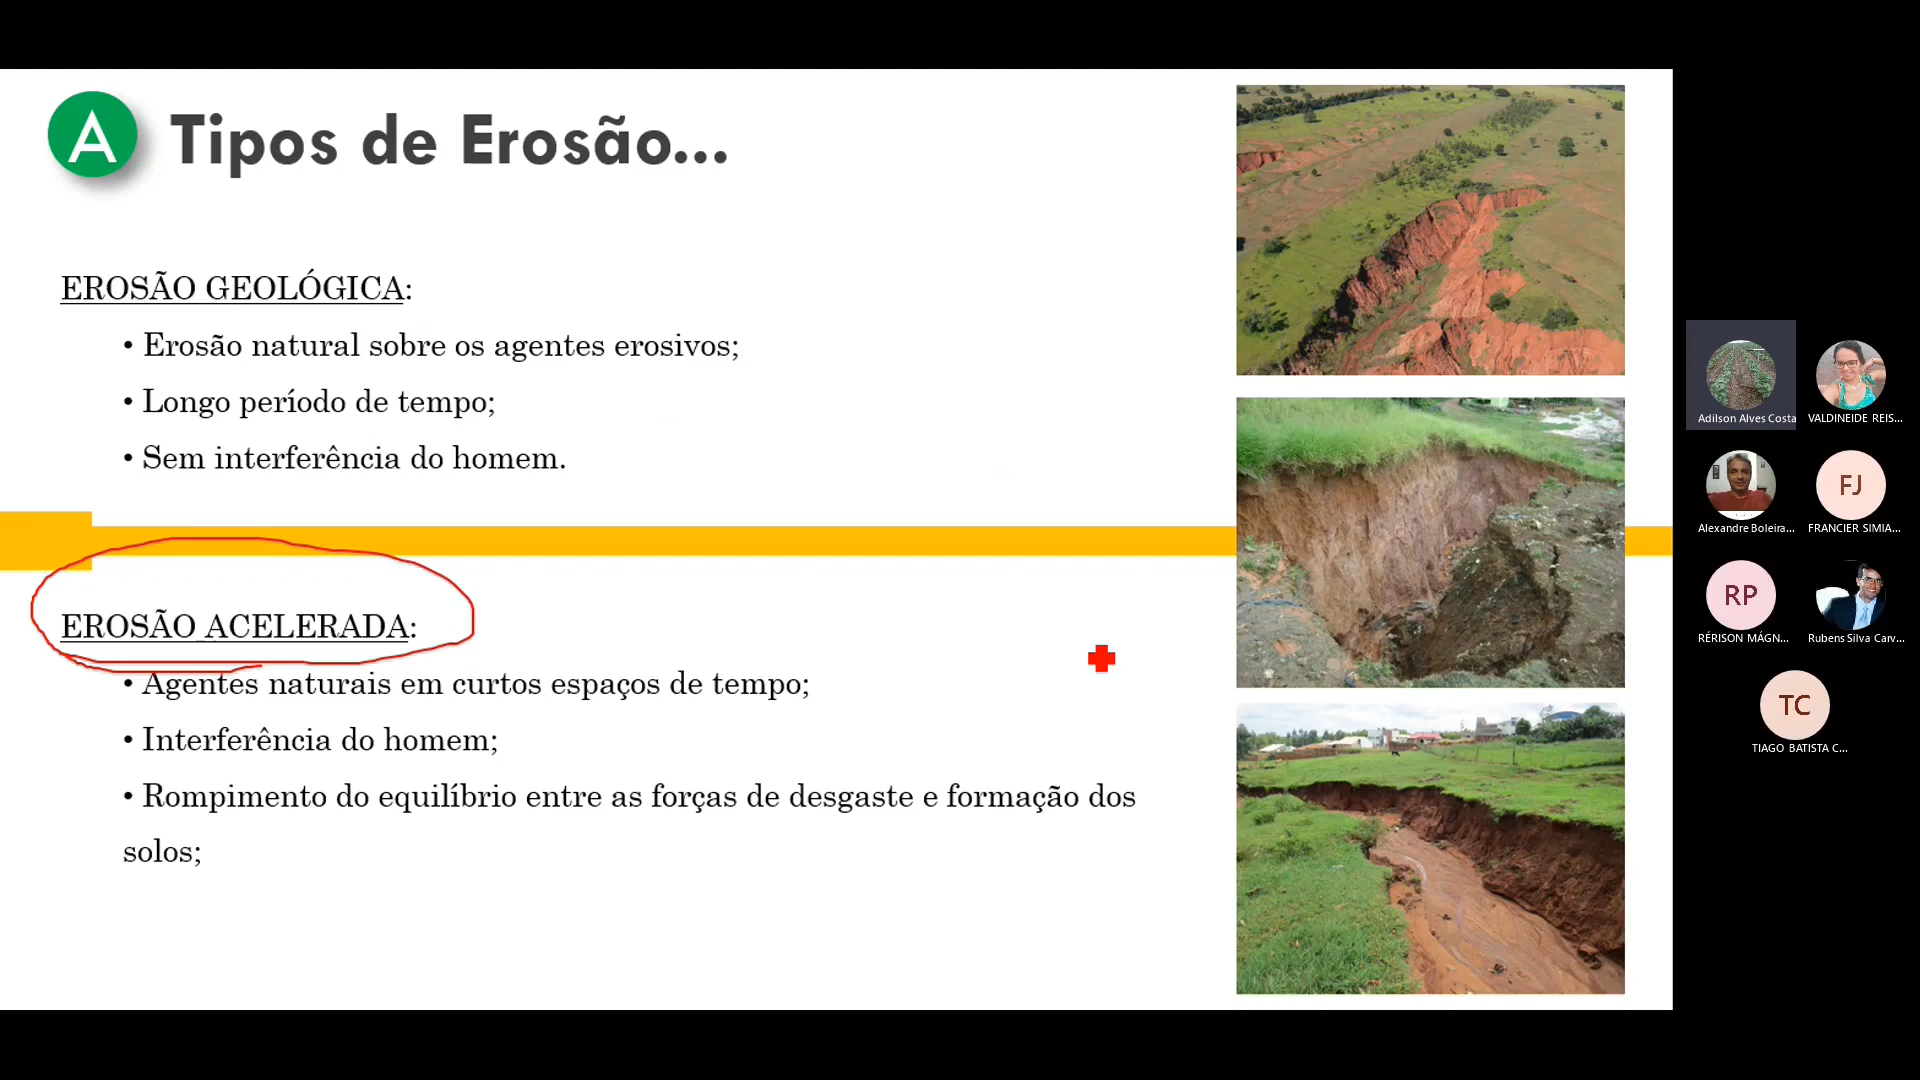 A
Tipos de Erosão...
EROSÃO GEOLÓGICA:
• Erosão natural sobre os agentes erosivos;
• Longo período de tempo;
• Sem interferência do homem.
EROSÃO ACELERADA:
• Agentes naturais em curtos espaços de tempo;
• Interferência do homem;
• Rompimento do equilíbrio entre as forças de desgaste e formação dos
solos;
Adilson Alves Costa
VALDINEIDE REIS...
Alexandre Boleira...
FJ
FRANCIER SIMIA...
RP
RÉRISON MÁGN...
Rubens Silva Carv...
TC
TIAGO BATISTA C...